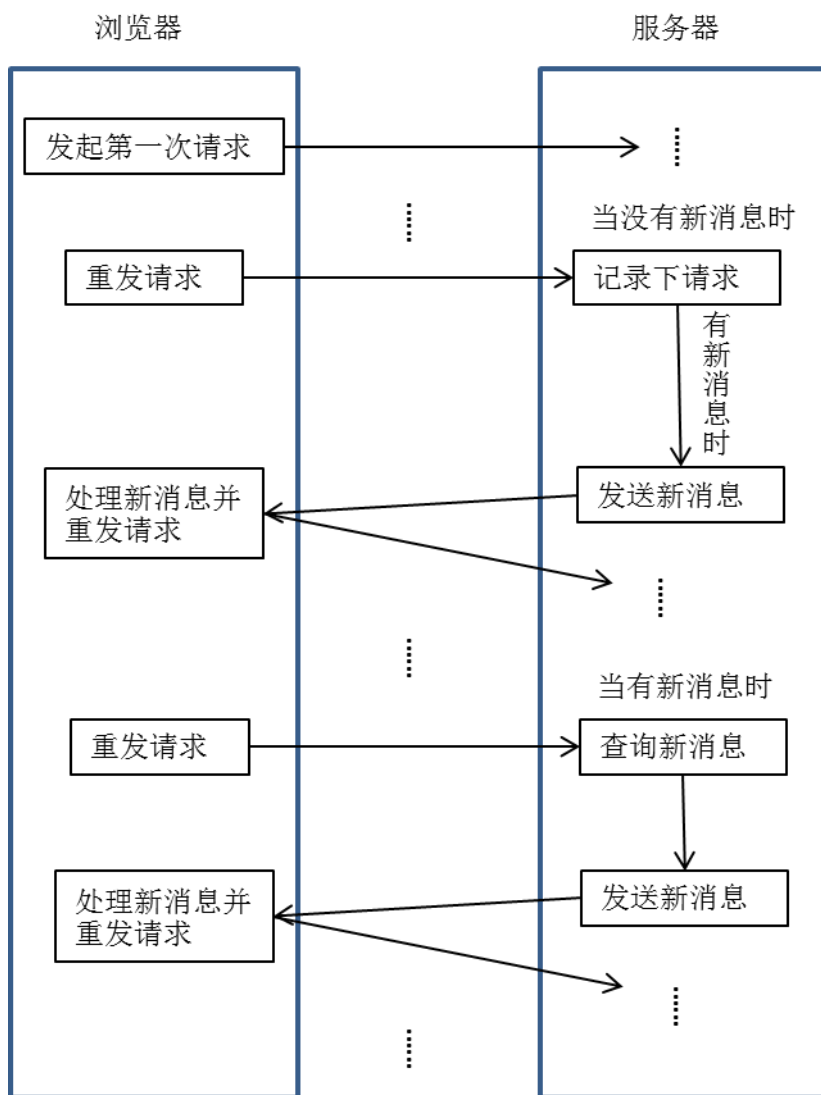 浏览器
服务器
发起第一次请求
当没有新消息时
重发请求
记录下请求
有新消息时
处理新消息并
重发请求
发送新消息
当有新消息时
重发请求
查询新消息
处理新消息并
重发请求
发送新消息